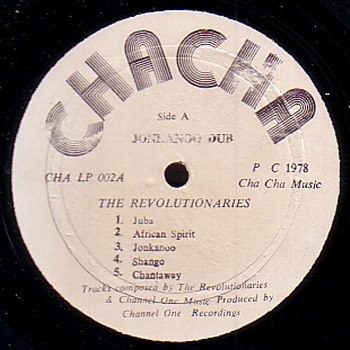 CHACHA
Side A
JONKANOO DUB
CHA LP 002A
P C 1978
Cha Cha Music
THE REVOLUTIONARIES
1. Juba
2. African Spirit
3. Jonkanoo
4. Shango
5. Chantaway
Tracks composed by The Revolutionaries
& Channel One Music Produced by
Channel One Recordings